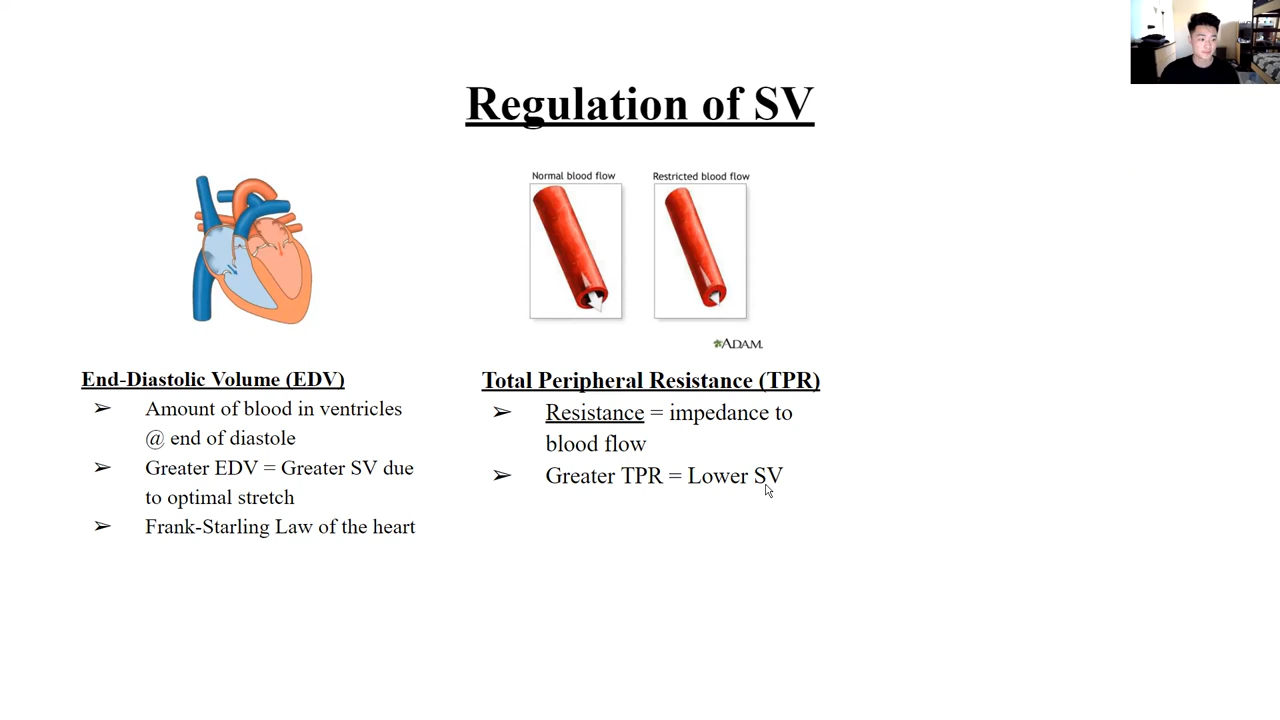 Regulation of SV
Normal blood flow
Restricted blood flow
ADAM.
End-Diastolic Volume (EDV)
➢ Amount of blood in ventricles
@ end of diastole
➢ Greater EDV = Greater SV due
to optimal stretch
➢ Frank-Starling Law of the heart
Total Peripheral Resistance (TPR)
➢ Resistance = impedance to
blood flow
➢ Greater TPR = Lower SV